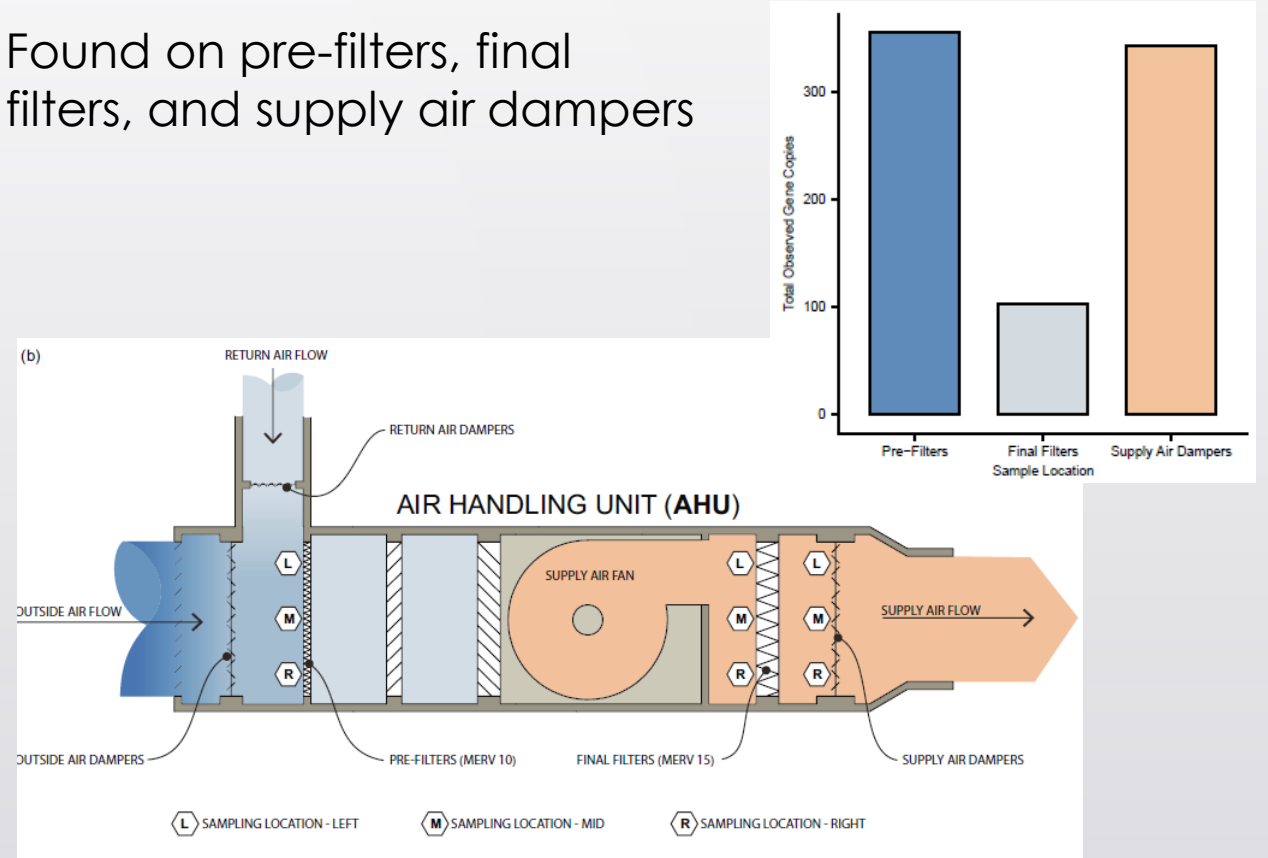 Found on pre-filters, final
filters, and supply air dampers
Total Observed Gene Copies
300
200
100
0
Pre-Filters
Final Filters
Supply Air Dampers
Sample Location
(b)
RETURN AIR FLOW
RETURN AIR DAMPERS
AIR HANDLING UNIT (AHU)
L
L
L
SUPPLY AIR FAN
OUTSIDE AIR FLOW
M
M
M
SUPPLY AIR FLOW
R
R
R
OUTSIDE AIR DAMPERS
PRE-FILTERS (MERV 10)
FINAL FILTERS (MERV 15)
SUPPLY AIR DAMPERS
L SAMPLING LOCATION - LEFT
M SAMPLING LOCATION - MID
R SAMPLING LOCATION - RIGHT